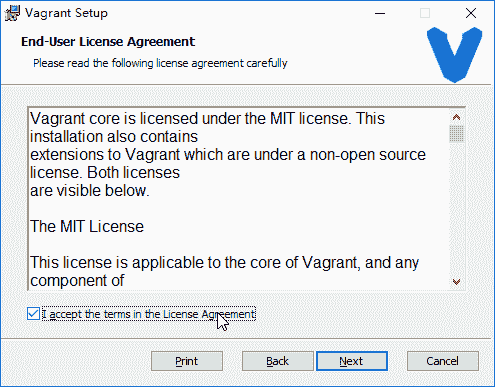 Vagrant Setup
End-User License Agreement
Please read the following license agreement carefully
Vagrant core is licensed under the MIT license. This
installation also contains
extensions to Vagrant which are under a non-open source
license. Both licenses
are visible below.
The MIT License
This license is applicable to the core of Vagrant, and any
component of
I accept the terms in the License Agreement
Print Back Next Cancel